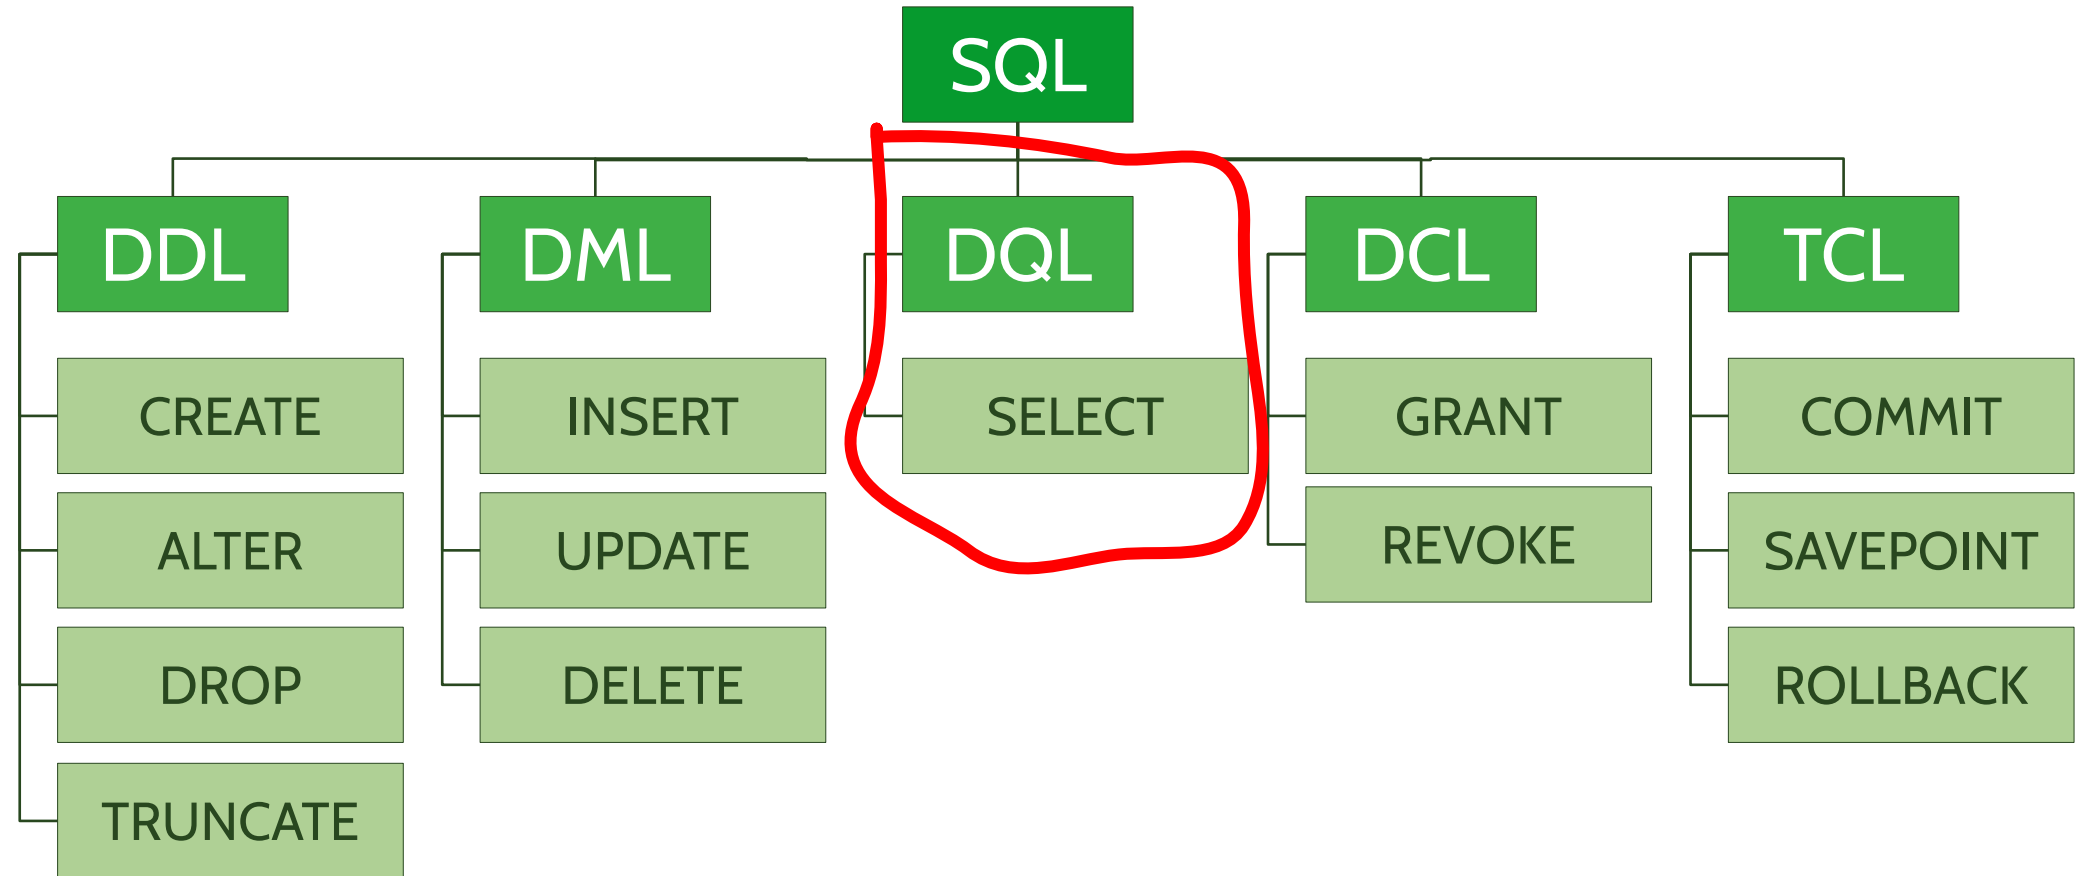 SQL
DDL
CREATE
ALTER
DROP
TRUNCATE
DML
INSERT
UPDATE
DELETE
DQL
SELECT
DCL
GRANT
REVOKE
TCL
COMMIT
SAVEPOINT
ROLLBACK